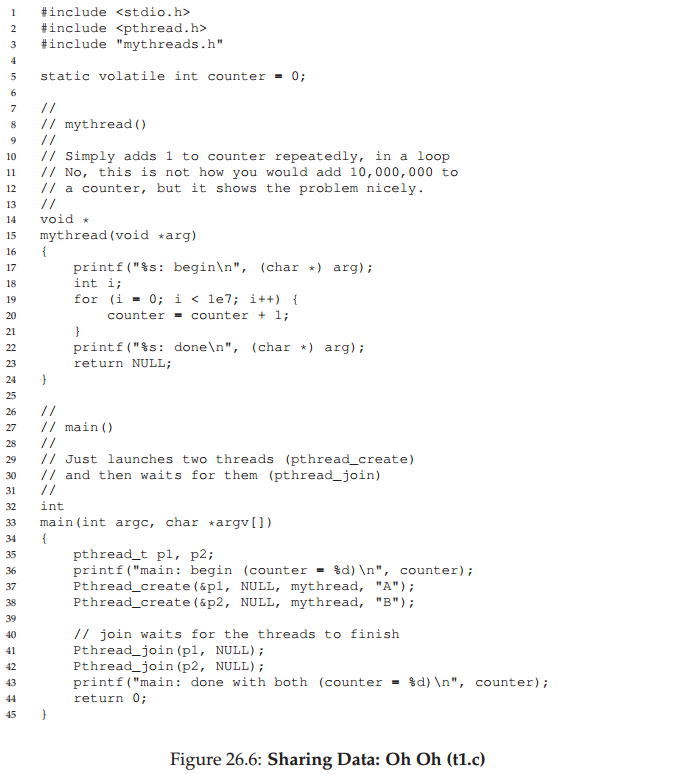 1 #include <stdio.h>
2 #include <pthread.h>
3 #include "mythreads.h"
4
5 static volatile int counter = 0;
6
7 //
8 // mythread()
9 //
10 // Simply adds 1 to counter repeatedly, in a loop
11 // No, this is not how you would add 10,000,000 to
12 // a counter, but it shows the problem nicely.
13 //
14 void *
15 mythread(void *arg)
16 {
17     printf("%s: begin\n", (char *) arg);
18     int i;
19     for (i = 0; i < 1e7; i++) {
20         counter = counter + 1;
21     }
22     printf("%s: done\n", (char *) arg);
23     return NULL;
24 }
25
26 //
27 // main()
28 //
29 // Just launches two threads (pthread_create)
30 // and then waits for them (pthread_join)
31 //
32 int
33 main(int argc, char *argv[])
34 {
35     pthread_t p1, p2;
36     printf("main: begin (counter = %d)\n", counter);
37     Pthread_create(&p1, NULL, mythread, "A");
38     Pthread_create(&p2, NULL, mythread, "B");
39
40     // join waits for the threads to finish
41     Pthread_join(p1, NULL);
42     Pthread_join(p2, NULL);
43     printf("main: done with both (counter = %d)\n", counter);
44     return 0;
45 }
Figure 26.6: Sharing Data: Oh Oh (t1.c)